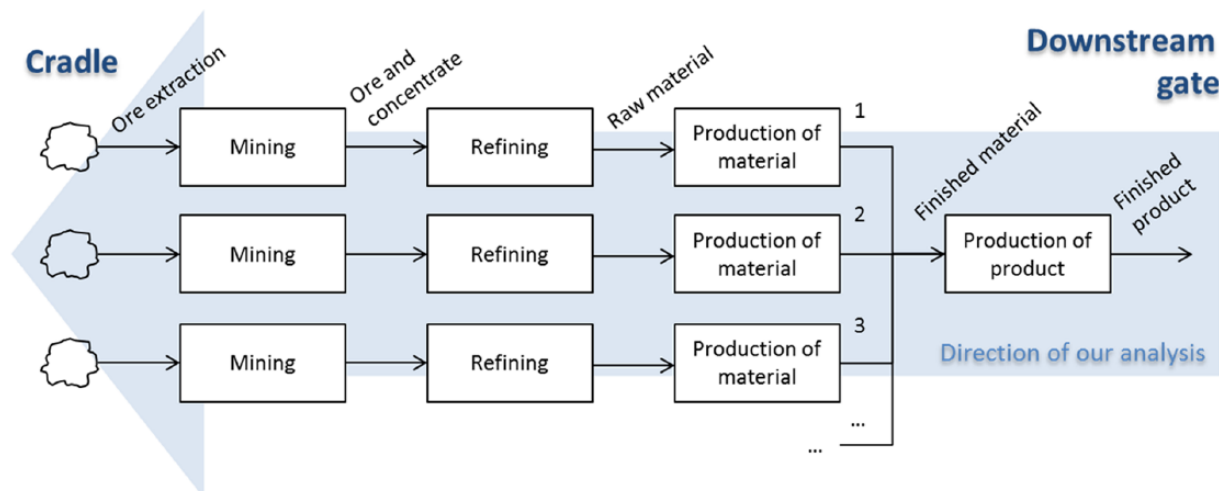 Cradle
Downstream
gate
Ore extraction
Ore and
concentrate
Raw material
Finished material
Finished
product
Mining
Refining
Production of
material
1
Mining
Refining
Production of
material
2
Production of
product
Mining
Refining
Production of
material
3
Direction of our analysis
...
...